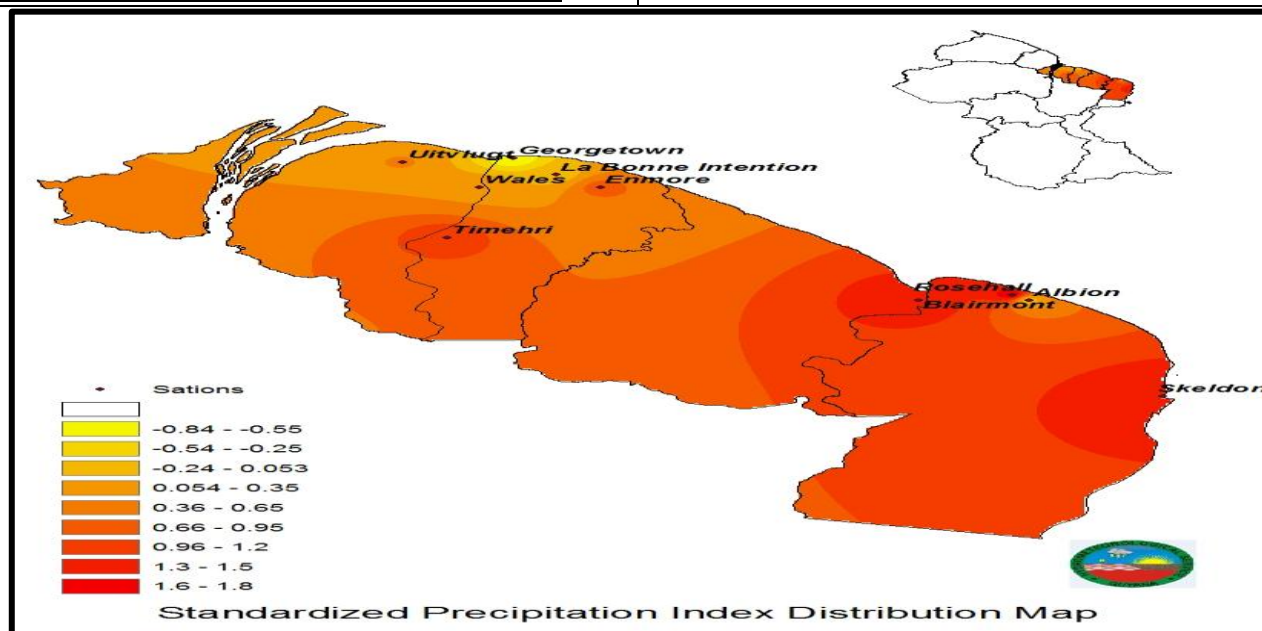 Uitvlugt
Georgetown
La Bonne Intention
Wales
Enmore
Timehri
Rosehall
Albion
Blairmont
Skeldon
Sations
-0.84 - -0.55
-0.54 - -0.25
-0.24 - 0.053
0.054 - 0.35
0.36 - 0.65
0.66 - 0.95
0.96 - 1.2
1.3 - 1.5
1.6 - 1.8
Standardized Precipitation Index Distribution Map